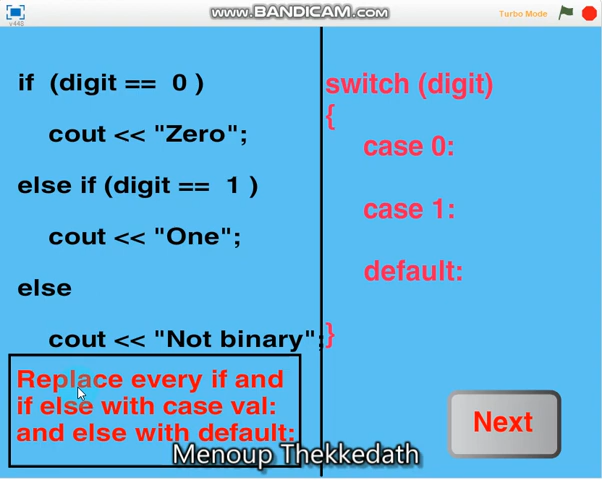 www.BANDICAM.com
Turbo Mode
v443
if (digit == 0 )
cout << "Zero";
else if (digit == 1 )
cout << "One";
else
cout << "Not binary";
switch (digit)
{
case 0:
case 1:
default:
}
Replace every if and
if else with case val:
and else with default:
Next
Menoup Thekkedath